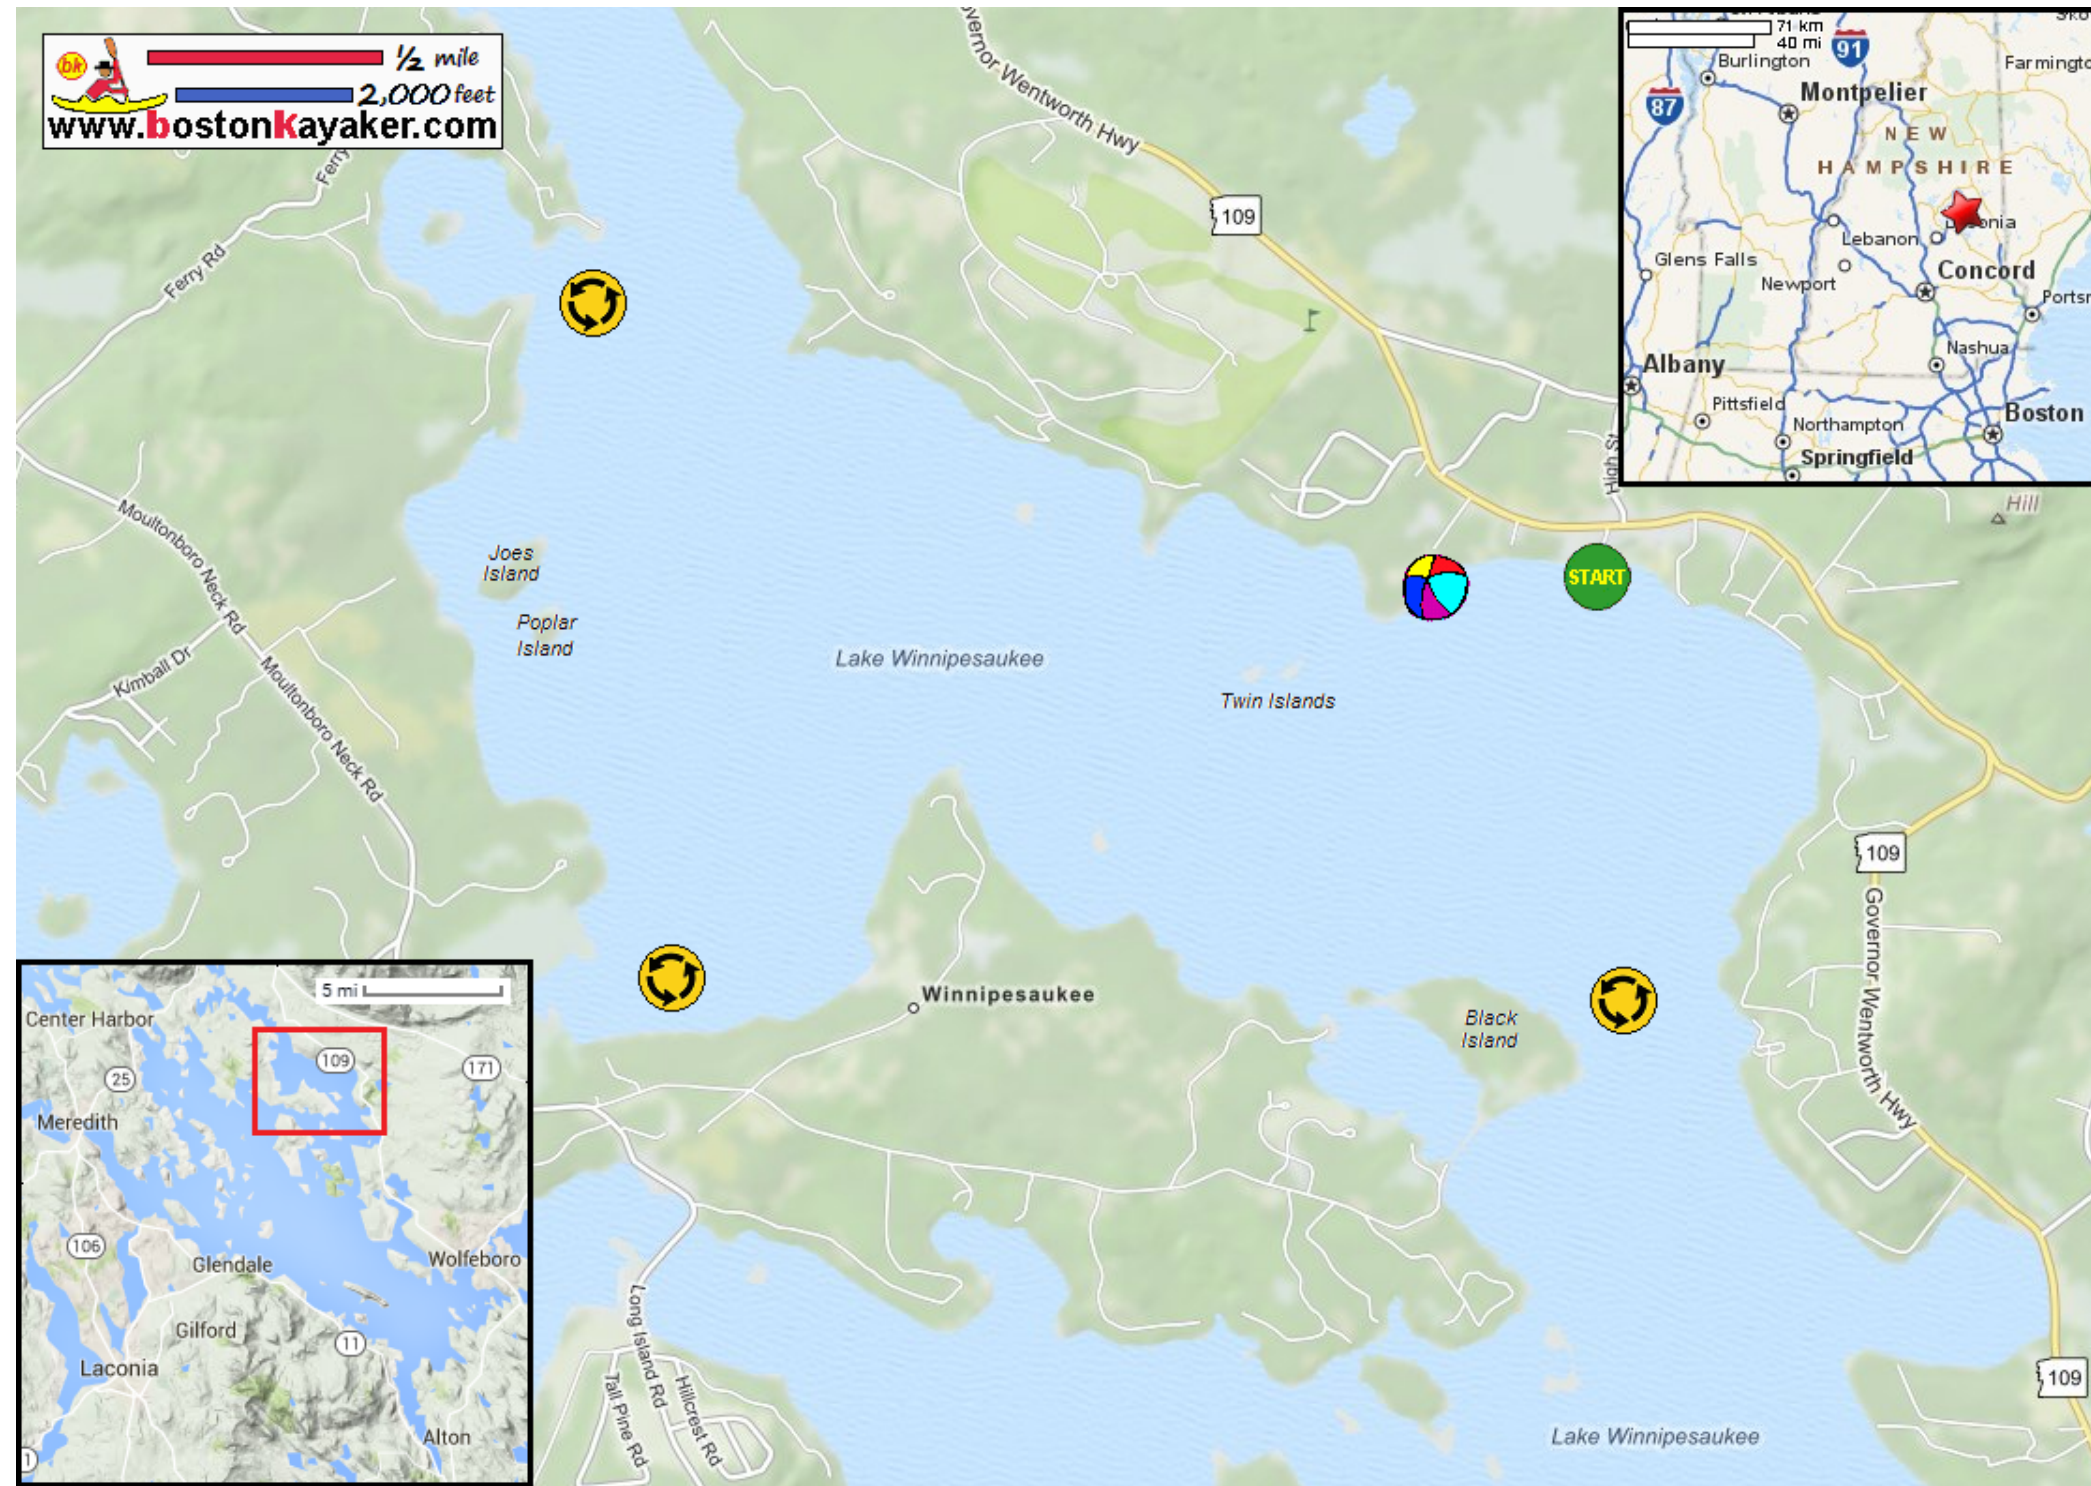 bk
½ mile
2,000 feet
www.bostonkayaker.com
Governor Wentworth Hwy
109
Ferry
Ferry Rd
71 km
40 mi
91
Burlington
Farmingto
87
Montpelier
NEW
HAMPSHIRE
Lebanon
Glens Falls
Newport
Concord
Nashua
Albany
Pittsfield
Northampton
Boston
Springfield
High St
Hill
Moultonboro Neck Rd
Joes
Island
Poplar
Island
START
Kimball Dr
Moultonboro Neck Rd
Lake Winnipesaukee
Twin Islands
109
Governor Wentworth Hwy
Winnipesaukee
Black
Island
5 mi
Center Harbor
109
171
25
Meredith
106
Glendale
Wolfeboro
Gilford
11
Laconia
Alton
Long Island Rd
Tall Pine Rd
Hillcrest Rd
109
Lake Winnipesaukee